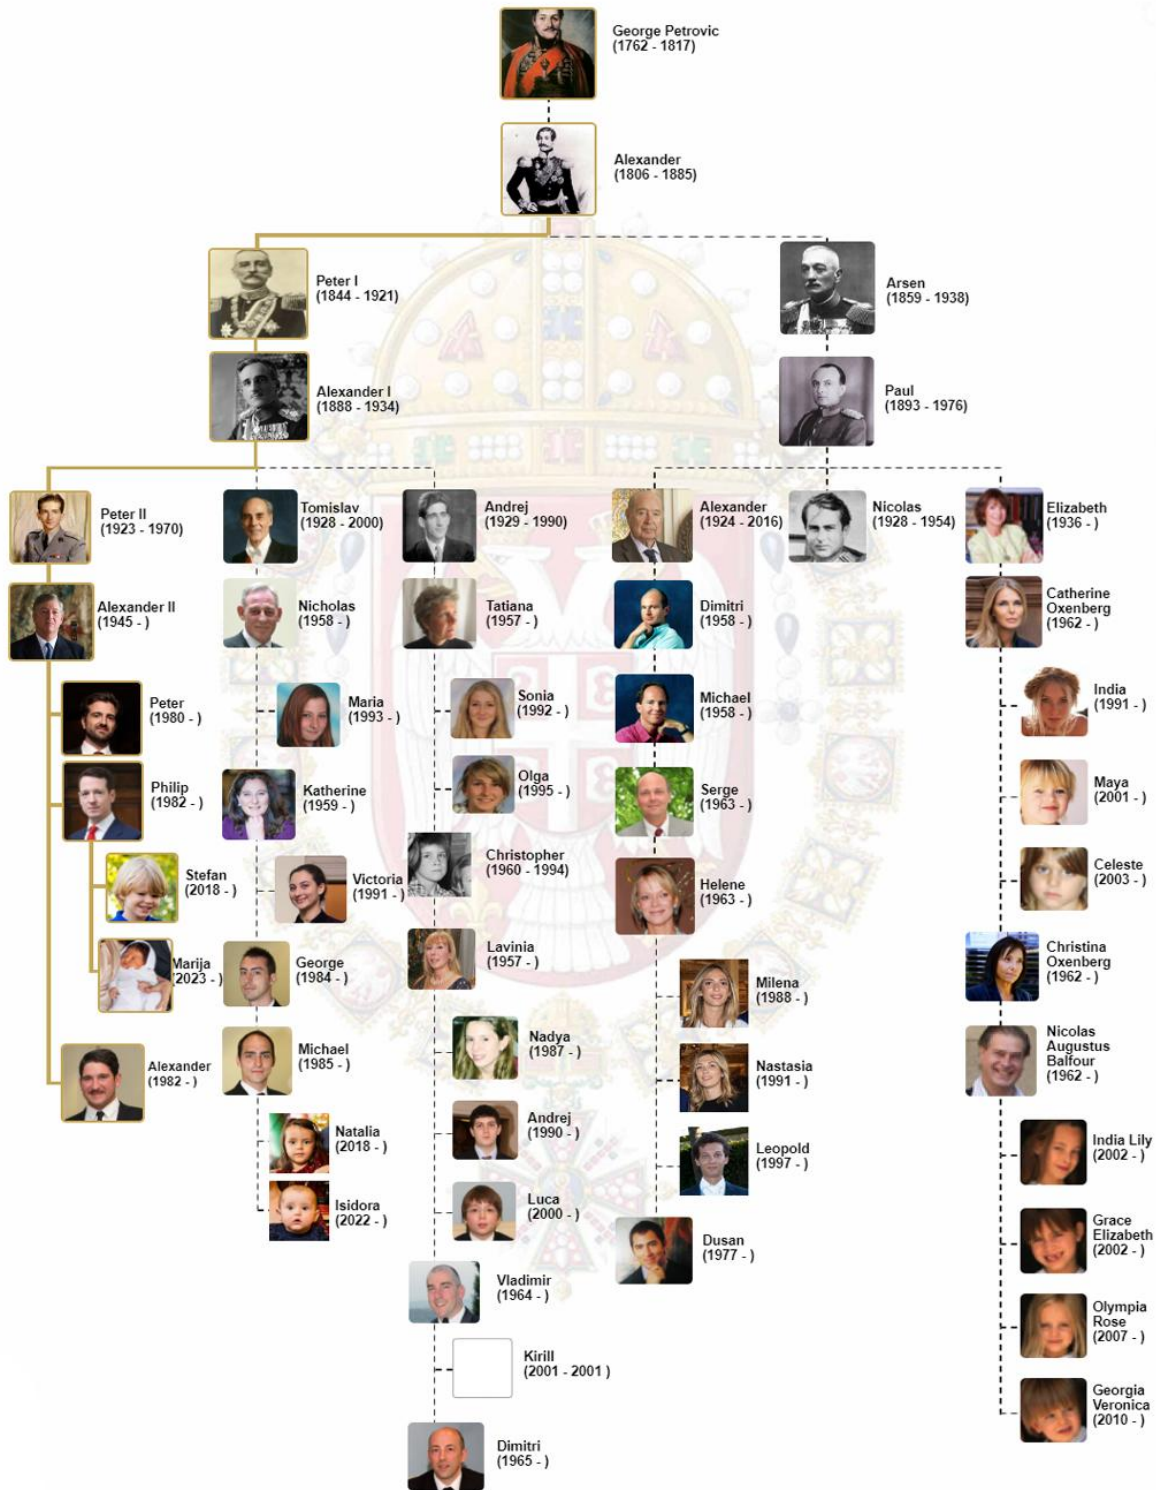 George Petrovic
(1762 - 1817)
Alexander
(1806 - 1885)
Peter I
(1844 - 1921)
Arsen
(1859 - 1938)
Alexander I
(1888 - 1934)
Paul
(1893 - 1976)
Peter II
(1923 - 1970)
Tomislav
(1928 - 2000)
Andrej
(1929 - 1990)
Alexander
(1924 - 2016)
Nicolas
(1928 - 1954)
Elizabeth
(1936 - )
Alexander II
(1945 - )
Nicholas
(1958 - )
Tatiana
(1957 - )
Dimitri
(1958 - )
Catherine
Oxenberg
(1962 - )
Peter
(1980 - )
Maria
(1993 - )
Sonia
(1992 - )
Michael
(1958 - )
India
(1991 - )
Philip
(1982 - )
Katherine
(1959 - )
Olga
(1995 - )
Serge
(1963 - )
Maya
(2001 - )
Stefan
(2018 - )
Victoria
(1991 - )
Christopher
(1960 - 1994)
Helene
(1963 - )
Celeste
(2003 - )
Marija
(2023 - )
George
(1984 - )
Lavinia
(1957 - )
Milena
(1988 - )
Christina
Oxenberg
(1962 - )
Alexander
(1982 - )
Michael
(1985 - )
Nadya
(1987 - )
Nastasia
(1991 - )
Nicolas
Augustus
Balfour
(1962 - )
Natalia
(2018 - )
Andrej
(1990 - )
Leopold
(1997 - )
India Lily
(2002 - )
Isidora
(2022 - )
Luca
(2000 - )
Dusan
(1977 - )
Grace
Elizabeth
(2002 - )
Vladimir
(1964 - )
Olympia
Rose
(2007 - )
Kirill
(2001 - 2001 )
Georgia
Veronica
(2010 - )
Dimitri
(1965 - )